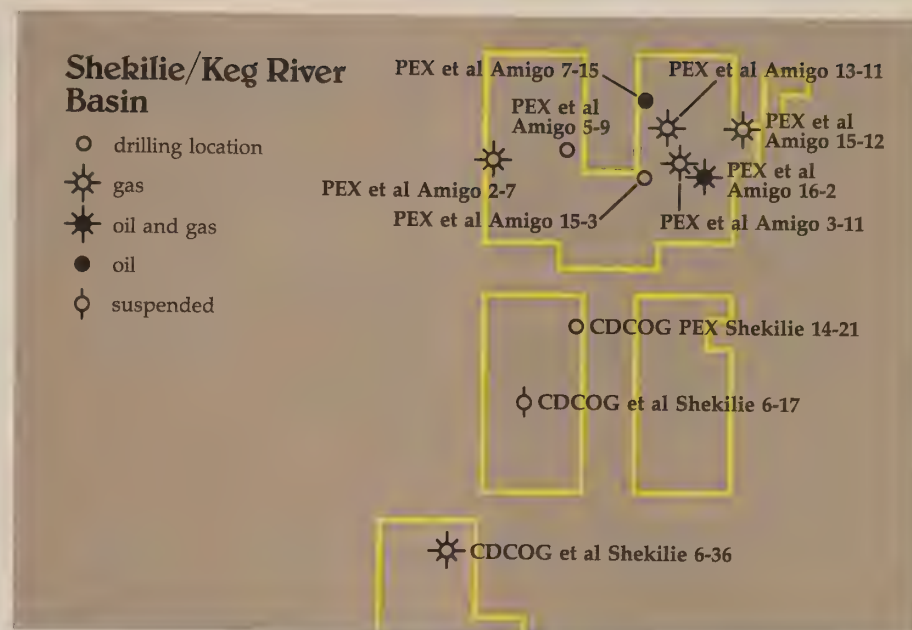 Shekilie/Keg River
Basin
drilling location
gas
oil and gas
oil
suspended
PEX et al Amigo 7-15
PEX et al Amigo 13-11
PEX et al
Amigo 5-9
PEX et al
Amigo 15-12
PEX et al Amigo 2-7
PEX et al
Amigo 16-2
PEX et al Amigo 15-3
PEX et al Amigo 3-11
CDCOG PEX Shekilie 14-21
CDCOG et al Shekilie 6-17
CDCOG et al Shekilie 6-36